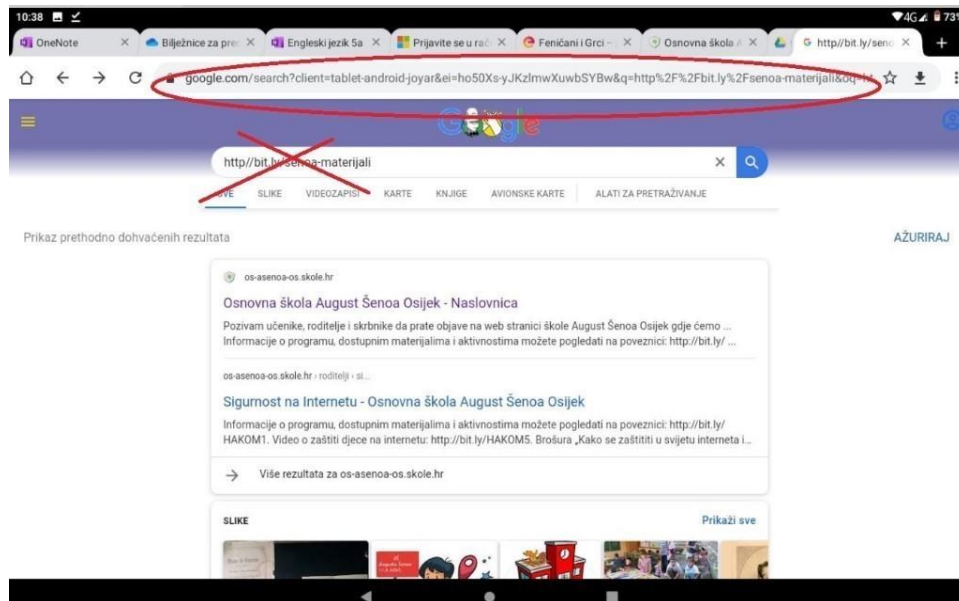 10:38 4G 73%
OneNote Bilježnice za pre Engleski jezik 5a Prijavite se u rač Feničani i Grci - Osnovna škola A http//bit.ly/seno
google.com/search?client=tablet-android-joyar&ei=ho50Xs-yJKzlmwXuwbSYBw&q=http%2F%2Fbit.ly%2Fsenoa-materijali&oq=h
Google
http//bit.ly/senoa-materijali
SVE SLIKE VIDEOZAPISI KARTE KNJIGE AVIONSKE KARTE ALATI ZA PRETRAŽIVANJE
Prikaz prethodno dohvaćenih rezultata AŽURIRAJ
os-asenoa-os.skole.hr
Osnovna škola August Šenoa Osijek - Naslovnica
Pozivam učenike, roditelje i skrbnike da prate objave na web stranici škole August Šenoa Osijek gdje ćemo ...
Informacije o programu, dostupnim materijalima i aktivnostima možete pogledati na poveznici: http://bit.ly/ ...
os-asenoa-os.skole.hr › roditelji › si...
Sigurnost na Internetu - Osnovna škola August Šenoa Osijek
Informacije o programu, dostupnim materijalima i aktivnostima možete pogledati na poveznici: http://bit.ly/
HAKOM1. Video o zaštiti djece na internetu: http://bit.ly/HAKOM5. Brošura „Kako se zaštititi u svijetu interneta i...
Više rezultata za os-asenoa-os.skole.hr
SLIKE Prikaži sve